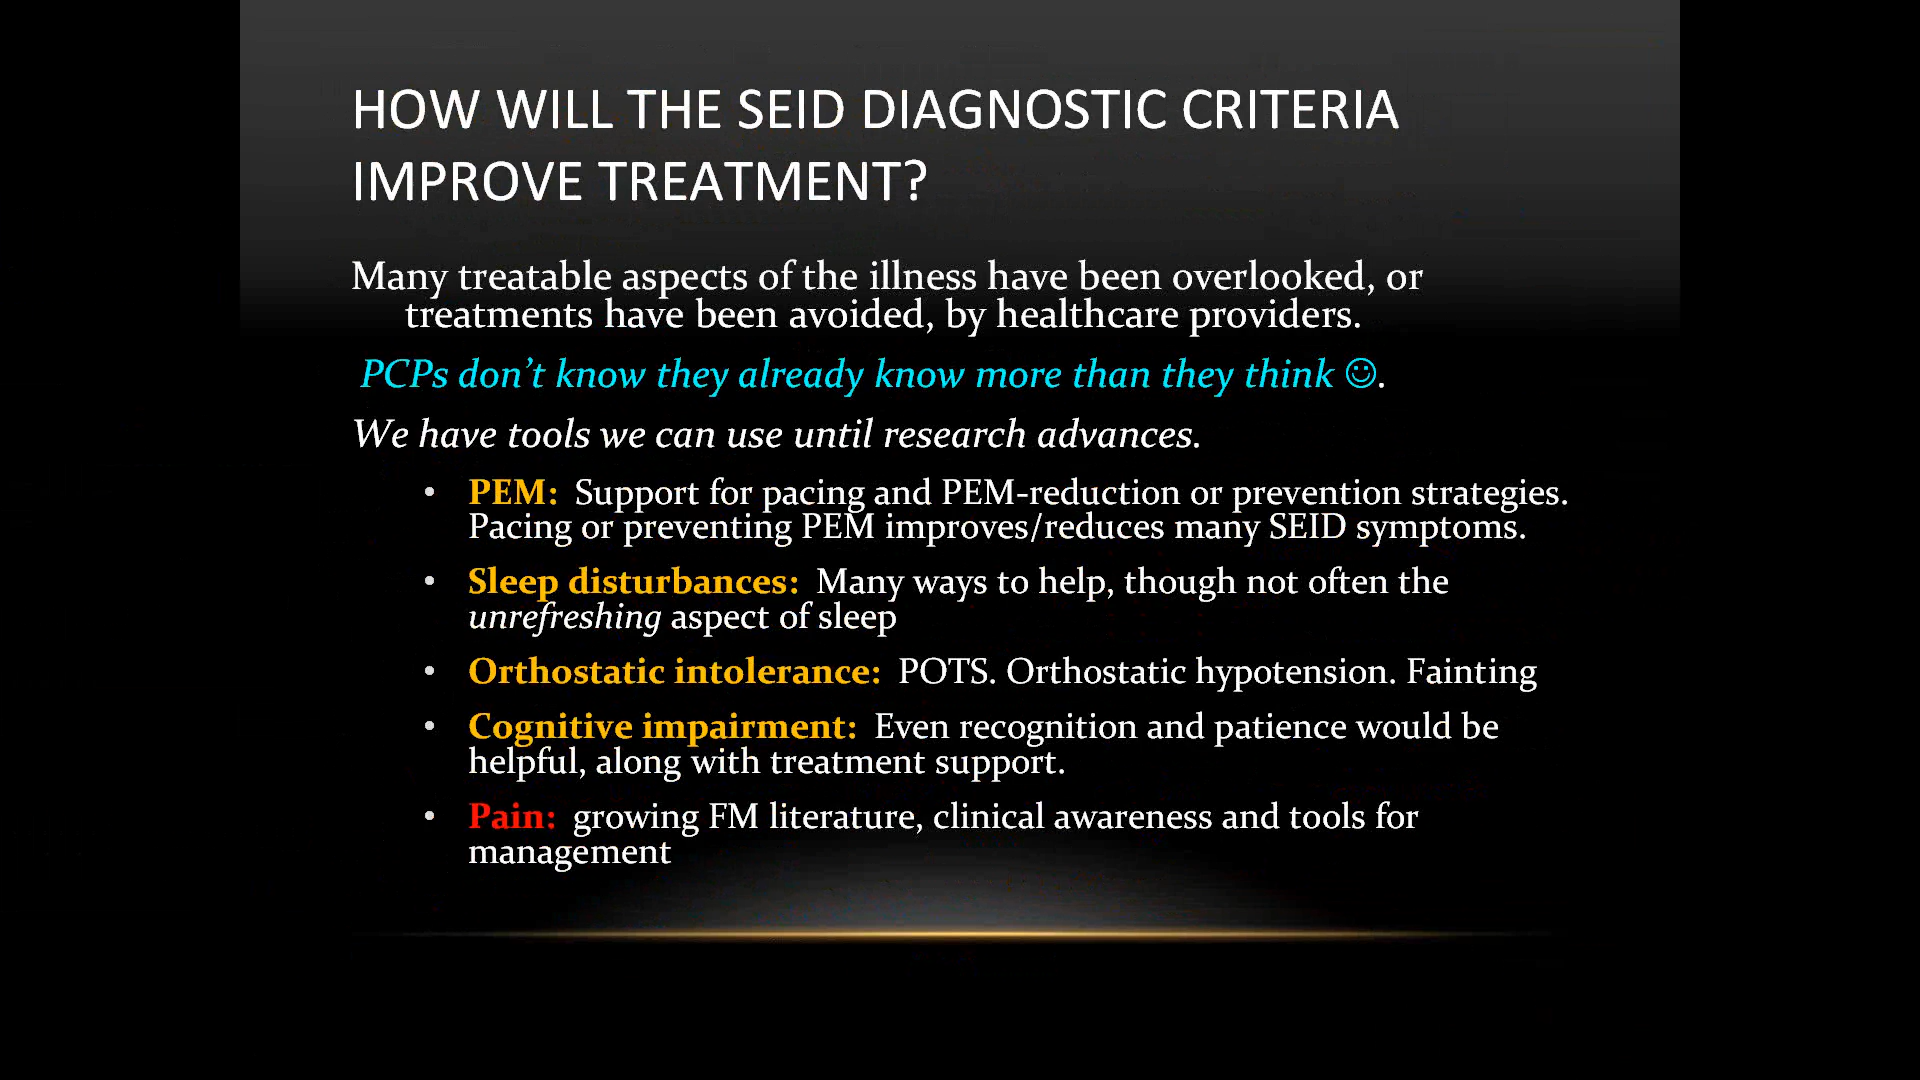 HOW WILL THE SEID DIAGNOSTIC CRITERIA
IMPROVE TREATMENT?
Many treatable aspects of the illness have been overlooked, or
treatments have been avoided, by healthcare providers.
PCPs don’t know they already know more than they think ☺.
We have tools we can use until research advances.
• PEM: Support for pacing and PEM-reduction or prevention strategies.
Pacing or preventing PEM improves/reduces many SEID symptoms.
• Sleep disturbances: Many ways to help, though not often the
unrefreshing aspect of sleep
• Orthostatic intolerance: POTS. Orthostatic hypotension. Fainting
• Cognitive impairment: Even recognition and patience would be
helpful, along with treatment support.
• Pain: growing FM literature, clinical awareness and tools for
management